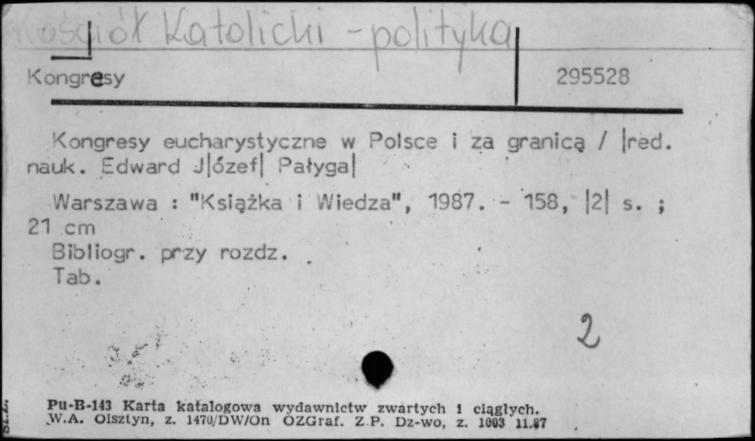 Kościół Katolicki - polityka
Kongresy 295528
Kongresy eucharystyczne w Polsce i za granicą / |red.
nauk. Edward J|ózef| Pałyga|
Warszawa : "Książka i Wiedza", 1987. - 158, |2| s. ;
21 cm
Bibliogr. przy rozdz.
Tab.
2
Pu-B-143 Karta katalogowa wydawnictw zwartych i ciągłych.
W.A. Olsztyn, z. 1470/DW/On OZGraf. Z.P. Dz-wo, z. 1003 11.87